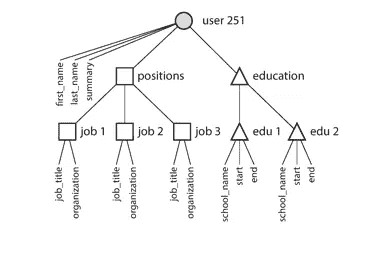 user 251
first_name
last_name
summary
positions
education
job 1
job 2
job 3
edu 1
edu 2
job_title
organization
job_title
organization
job_title
organization
school_name
start
end
school_name
start
end